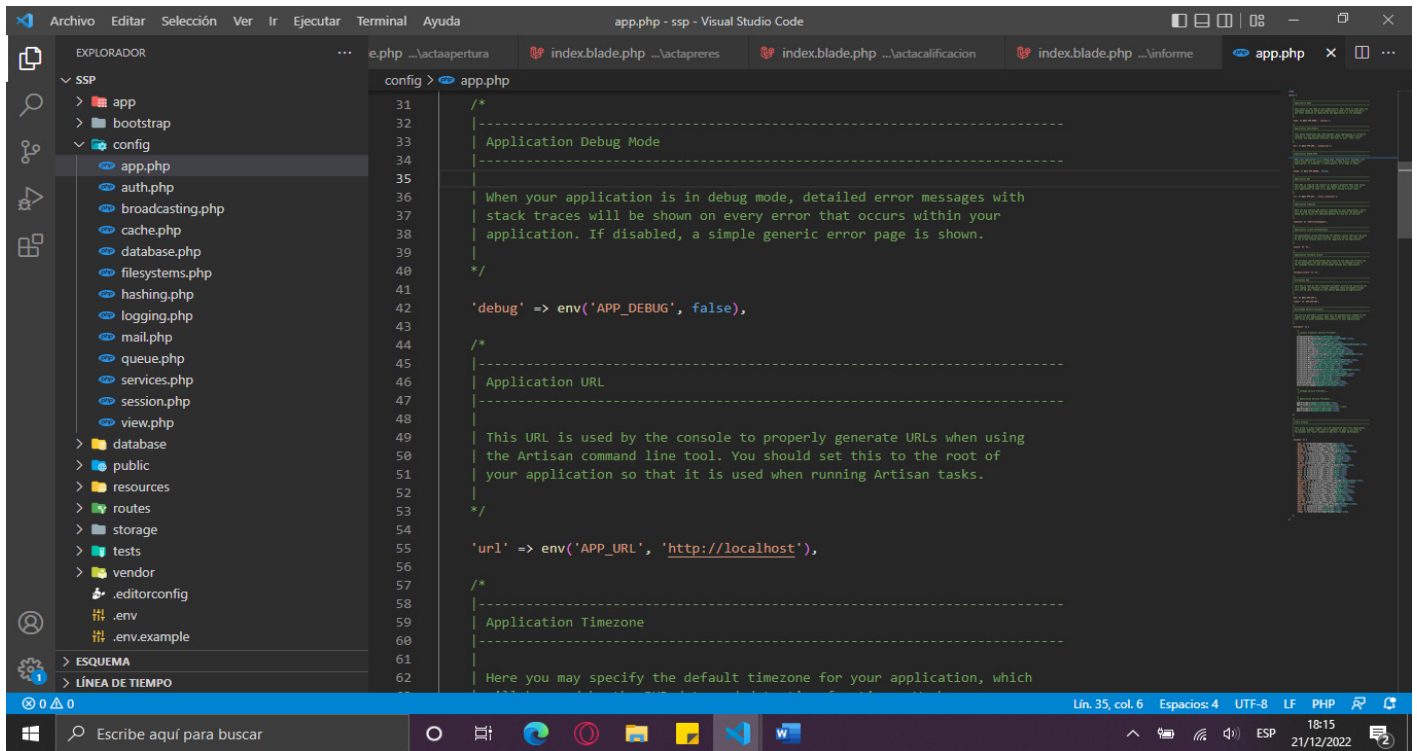 Archivo Editar Selección Ver Ir Ejecutar Terminal Ayuda
app.php - ssp - Visual Studio Code
EXPLORADOR
e.php ...\actaapertura
index.blade.php ...\actapreres
index.blade.php ...\actacalificacion
index.blade.php ...\informe
app.php
SSP
config > app.php
app
bootstrap
config
app.php
auth.php
broadcasting.php
cache.php
database.php
filesystems.php
hashing.php
logging.php
mail.php
queue.php
services.php
session.php
view.php
database
public
resources
routes
storage
tests
vendor
.editorconfig
.env
.env.example
ESQUEMA
LÍNEA DE TIEMPO
31 /*
32 |--------------------------------------------------------------------------
33 | Application Debug Mode
34 |--------------------------------------------------------------------------
35 |
36 | When your application is in debug mode, detailed error messages with
37 | stack traces will be shown on every error that occurs within your
38 | application. If disabled, a simple generic error page is shown.
39 |
40 */
41
42 'debug' => env('APP_DEBUG', false),
43
44 /*
45 |--------------------------------------------------------------------------
46 | Application URL
47 |--------------------------------------------------------------------------
48 |
49 | This URL is used by the console to properly generate URLs when using
50 | the Artisan command line tool. You should set this to the root of
51 | your application so that it is used when running Artisan tasks.
52 |
53 */
54
55 'url' => env('APP_URL', 'http://localhost'),
56
57 /*
58 |--------------------------------------------------------------------------
59 | Application Timezone
60 |--------------------------------------------------------------------------
61 |
62 | Here you may specify the default timezone for your application, which
1
0 0
Lín. 35, col. 6 Espacios: 4 UTF-8 LF PHP
Escribe aquí para buscar
ESP
18:15
21/12/2022
2